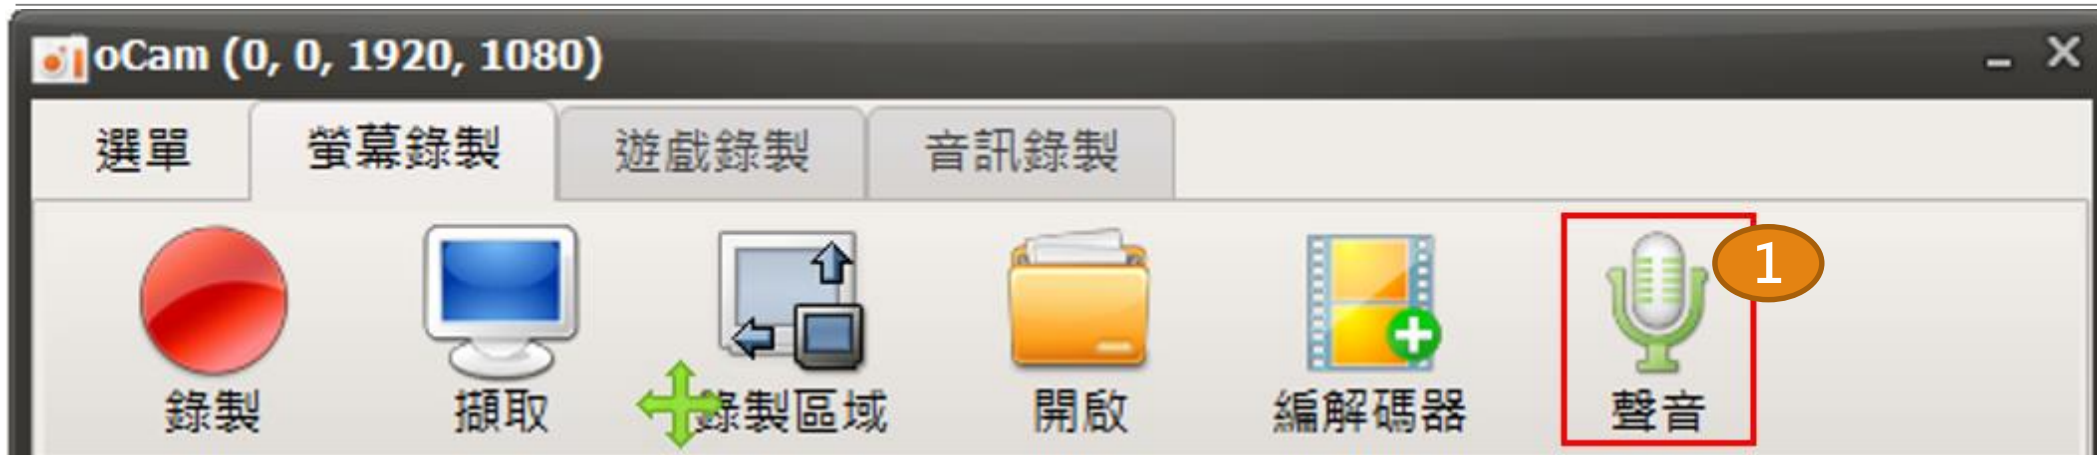 oCam (0, 0, 1920, 1080)
選單 螢幕錄製 遊戲錄製 音訊錄製
1
錄製 擷取 錄製區域 開啟 編解碼器 聲音